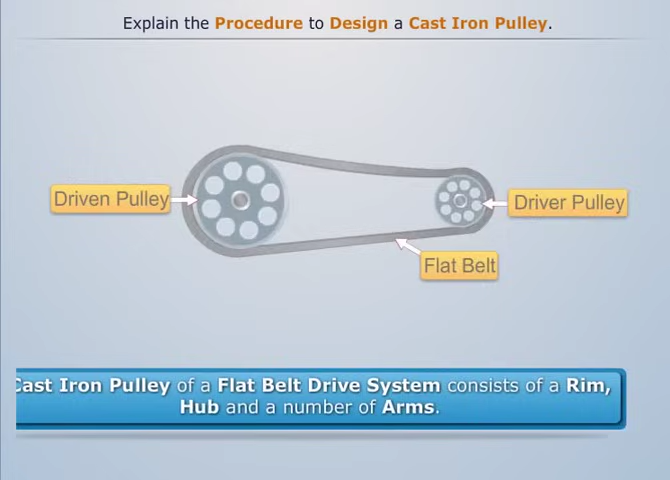 Explain the Procedure to Design a Cast Iron Pulley.
Driven Pulley
Driver Pulley
Flat Belt
Cast Iron Pulley of a Flat Belt Drive System consists of a Rim,
Hub and a number of Arms.